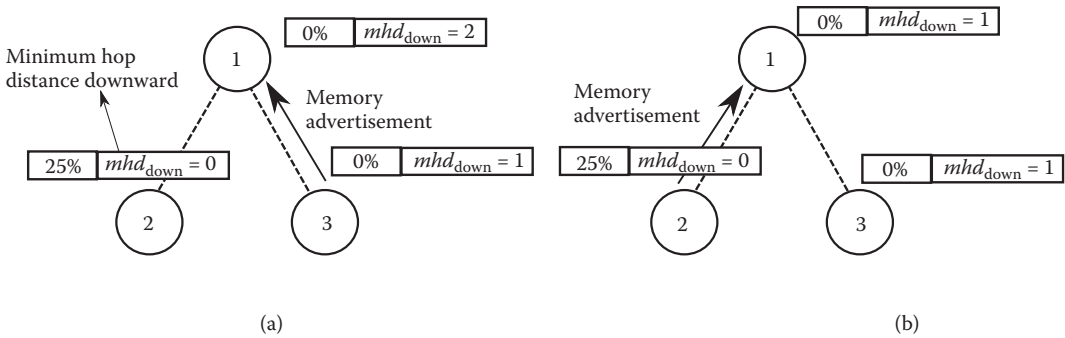 0% mhd_down = 2
1
Minimum hop
distance downward
Memory
advertisement
25% mhd_down = 0
0% mhd_down = 1
2
3
(a)
0% mhd_down = 1
1
Memory
advertisement
25% mhd_down = 0
0% mhd_down = 1
2
3
(b)